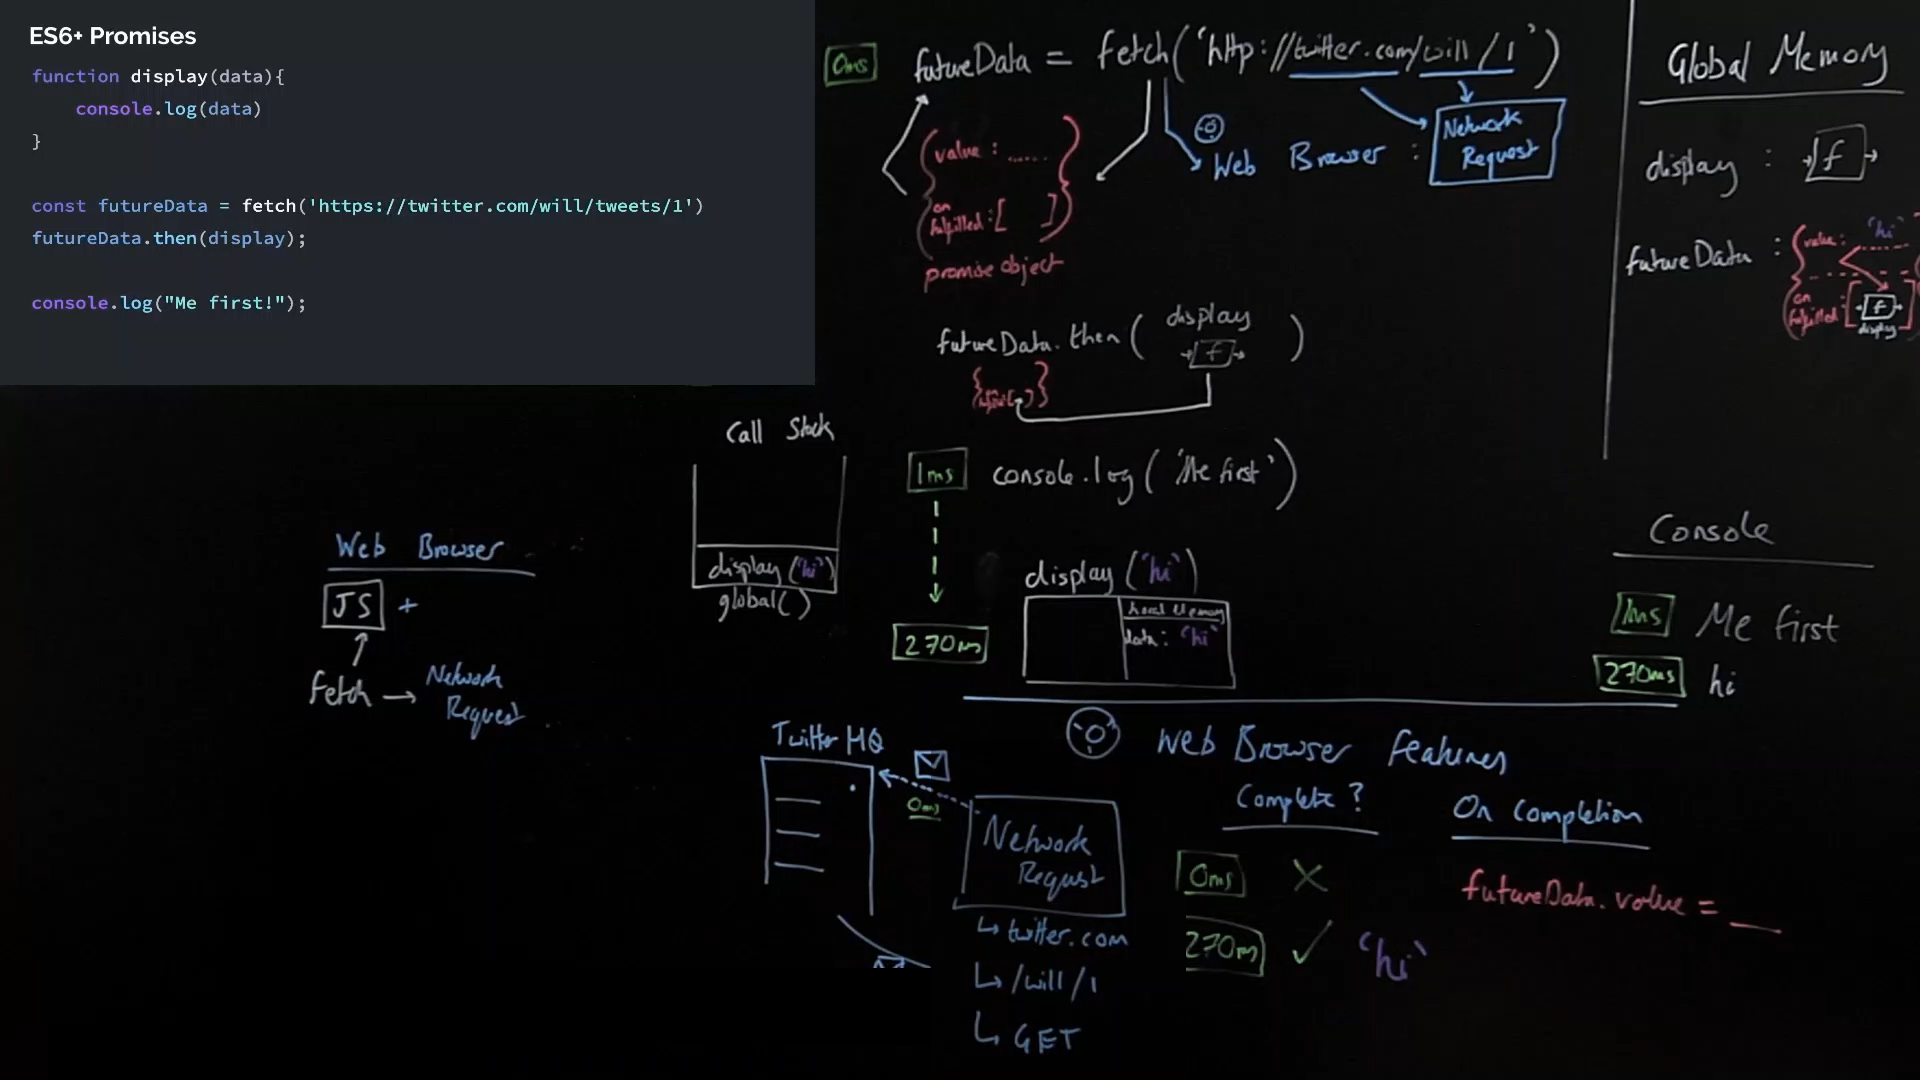 ES6+ Promises
function display(data){
console.log(data)
}
const futureData = fetch('https://twitter.com/will/tweets/1')
futureData.then(display);
console.log("Me first!");
0ms futureData = fetch('http://twitter.com/will/1')
{ value: ......
on
fulfilled: [ ] }
promise object
Web Browser : Network
Request
futureData.then( display )
f
1ms console.log('Me first')
display('hi')
Local Memory
data: 'hi'
270ms
Call Stack
display('hi')
global()
Web Browser
JS +
fetch → Network
Request
Global Memory
display : f
futureData : { value: 'hi'
on
fulfilled: [ f ]
display
Console
1ms Me first
270ms hi
Web Browser Features
Twitter HQ
0ms
Network
Request
↳ twitter.com
↳ /will/1
↳ GET
Complete?
0ms X
270ms ✓ 'hi'
On Completion
futureData.value = __